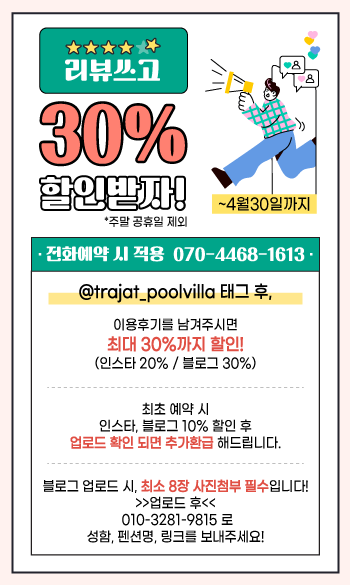 리뷰쓰고
30%
할인받자!
*주말 공휴일 제외
~4월30일까지
· 전화예약 시 적용 070-4468-1613 ·
@trajat_poolvilla 태그 후,
이용후기를 남겨주시면
최대 30%까지 할인!
(인스타 20% / 블로그 30%)
최초 예약 시
인스타, 블로그 10% 할인 후
업로드 확인 되면 추가환급 해드립니다.
블로그 업로드 시, 최소 8장 사진첨부 필수입니다!
>>업로드 후<<
010-3281-9815 로
성함, 펜션명, 링크를 보내주세요!